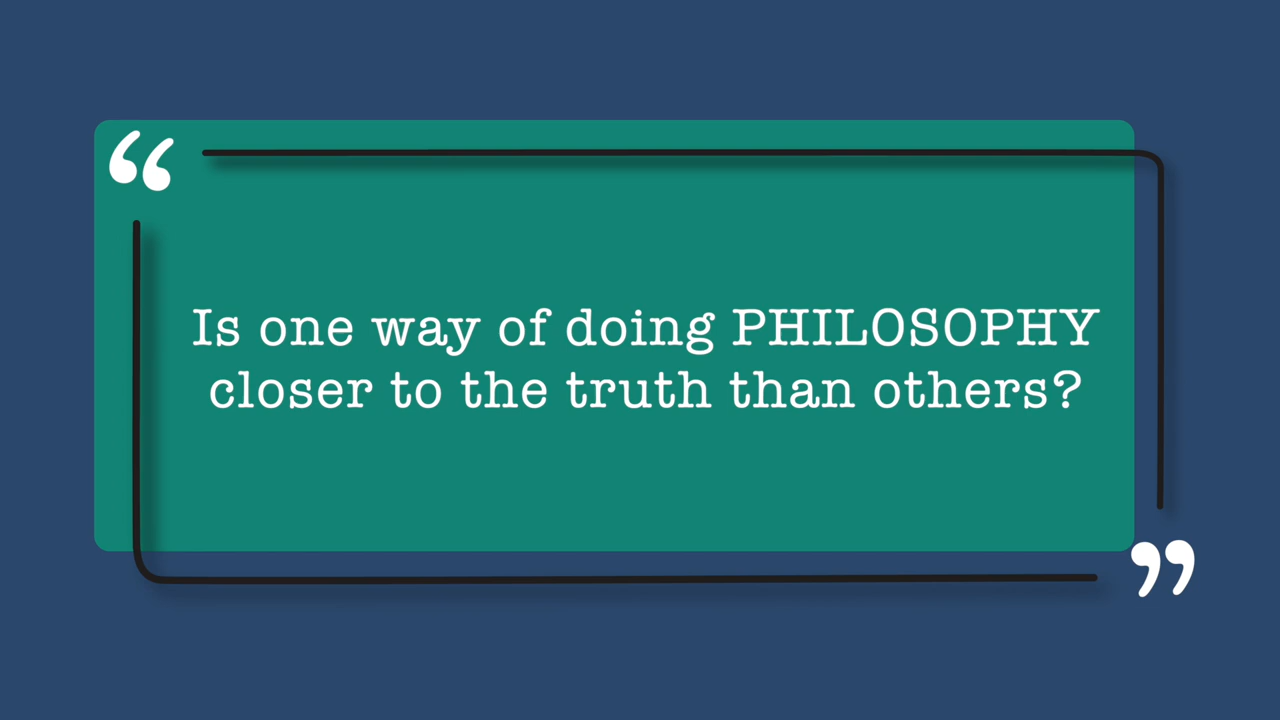 “
Is one way of doing PHILOSOPHY
closer to the truth than others?
”